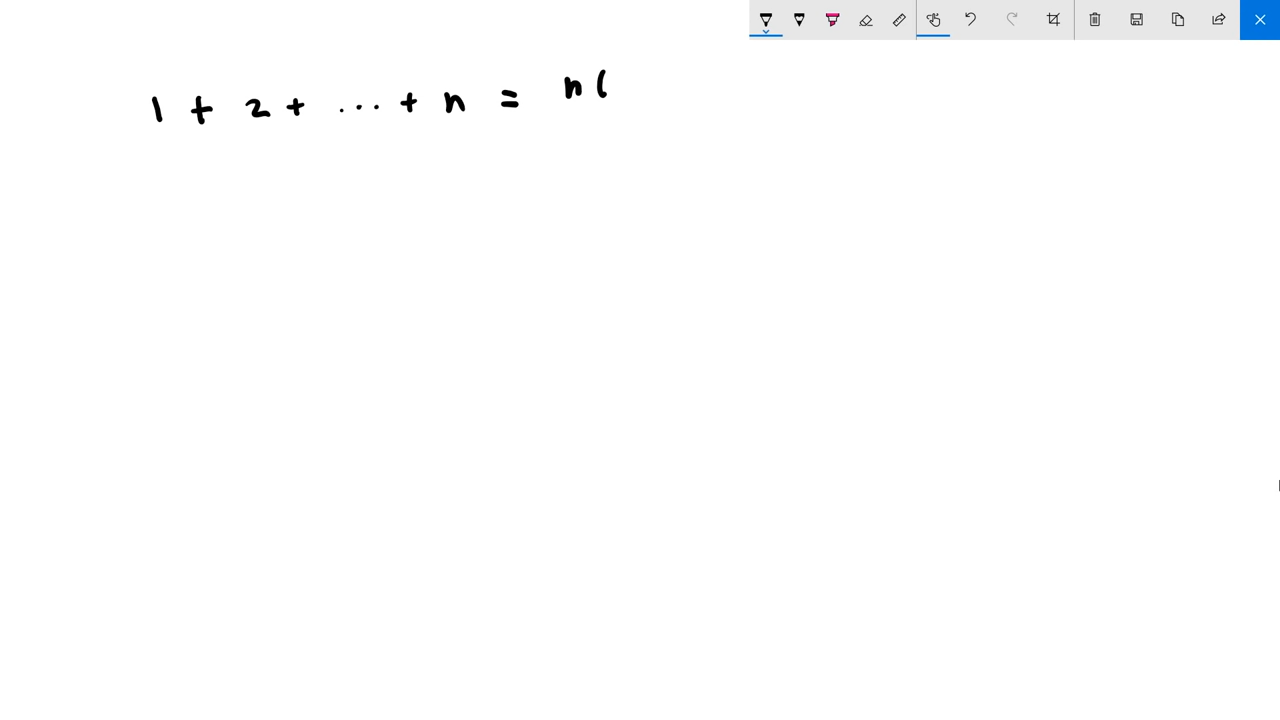 1 + 2 + ... + n = n (